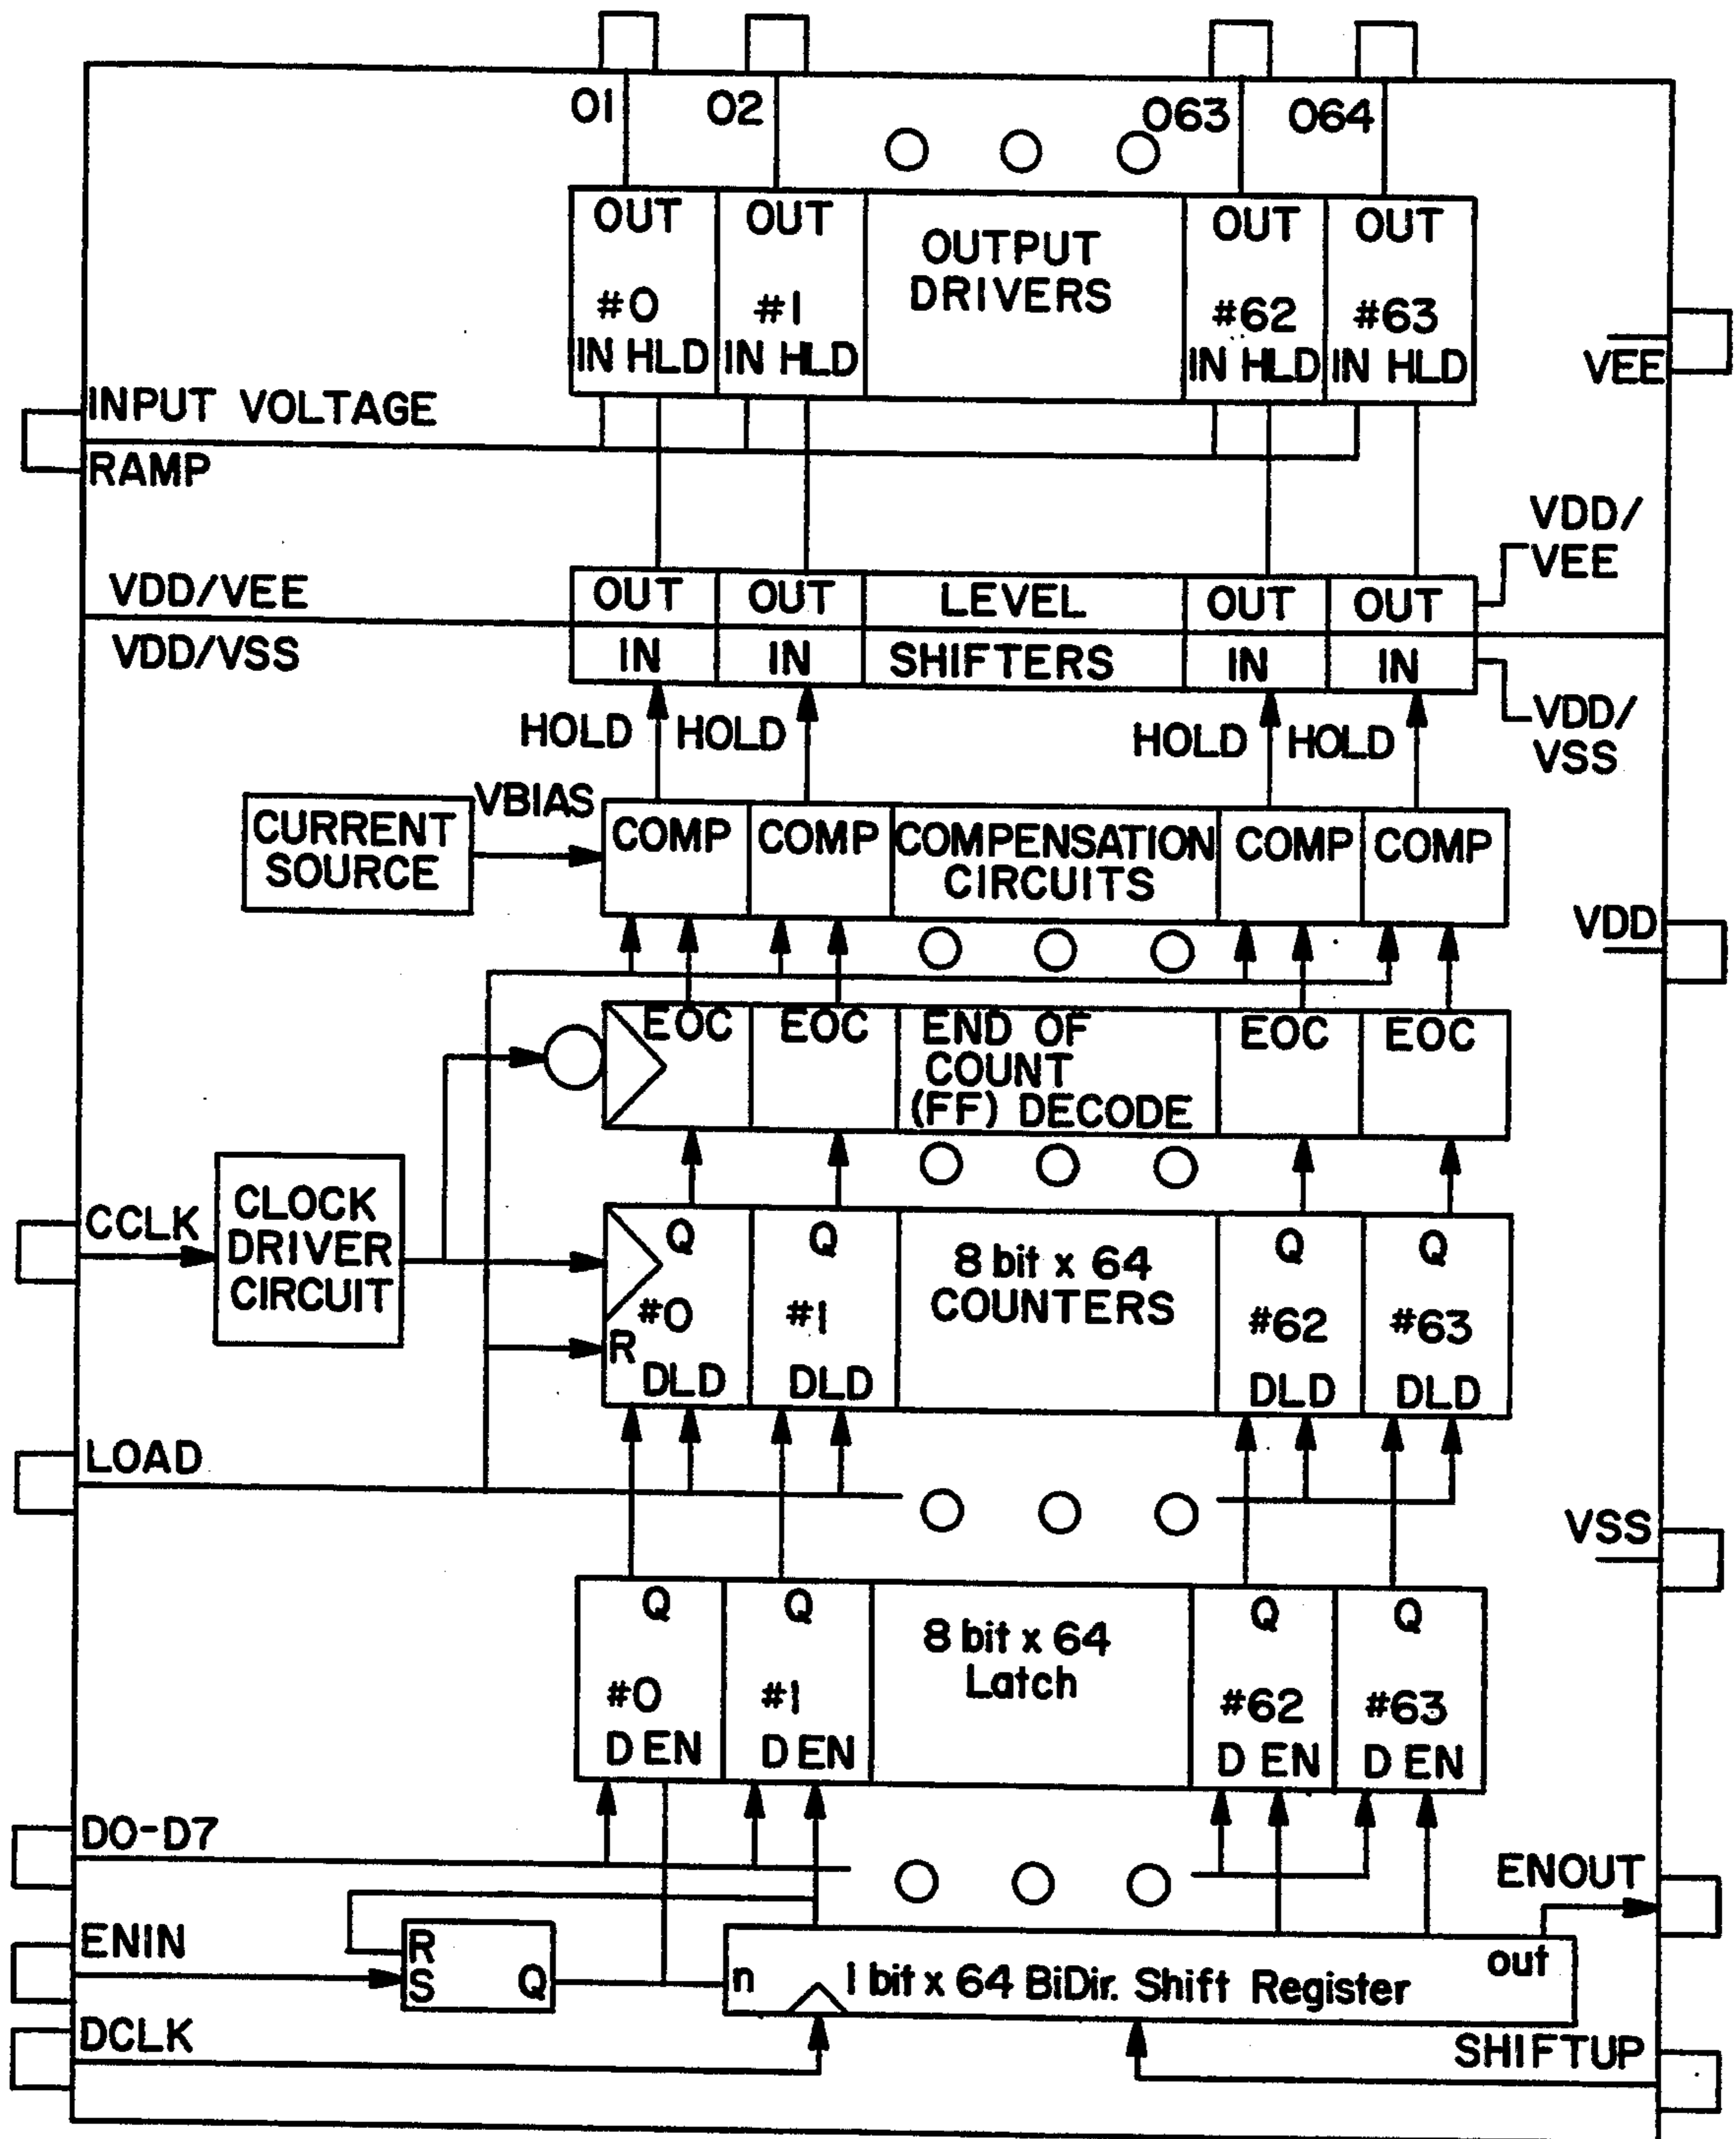 O1 O2 O63 O64
OUT OUT OUT OUT
OUTPUT
DRIVERS
#0 #1 #62 #63
IN HLD IN HLD IN HLD IN HLD
VEE
INPUT VOLTAGE
RAMP
VDD/
VEE
VDD/VEE
OUT OUT LEVEL OUT OUT
VDD/VSS
IN IN SHIFTERS IN IN
HOLD HOLD HOLD HOLD
VDD/
VSS
CURRENT
SOURCE
VBIAS
COMP COMP COMPENSATION
CIRCUITS
COMP COMP
VDD
EOC EOC
END OF
COUNT
(FF) DECODE
EOC EOC
CCLK
CLOCK
DRIVER
CIRCUIT
Q Q Q Q
8 bit x 64
COUNTERS
#0 #1 #62 #63
R
DLD DLD DLD DLD
LOAD
VSS
Q Q Q Q
8 bit x 64
Latch
#0 #1 #62 #63
D EN D EN D EN D EN
DO-D7
ENOUT
ENIN
R
S Q
n 1 bit x 64 BiDir. Shift Register
out
DCLK
SHIFTUP